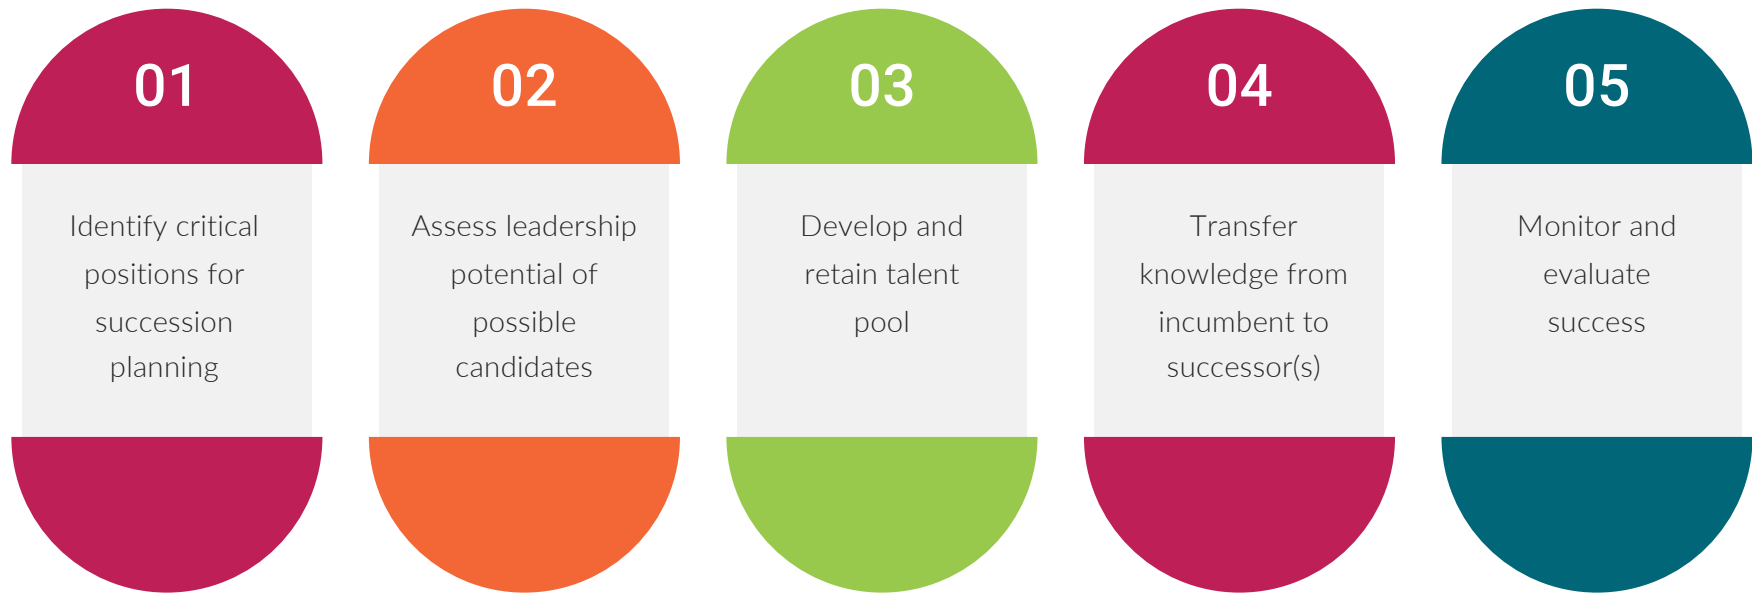 01
Identify critical
positions for
succession
planning
02
Assess leadership
potential of
possible
candidates
03
Develop and
retain talent
pool
04
Transfer
knowledge from
incumbent to
successor(s)
05
Monitor and
evaluate
success